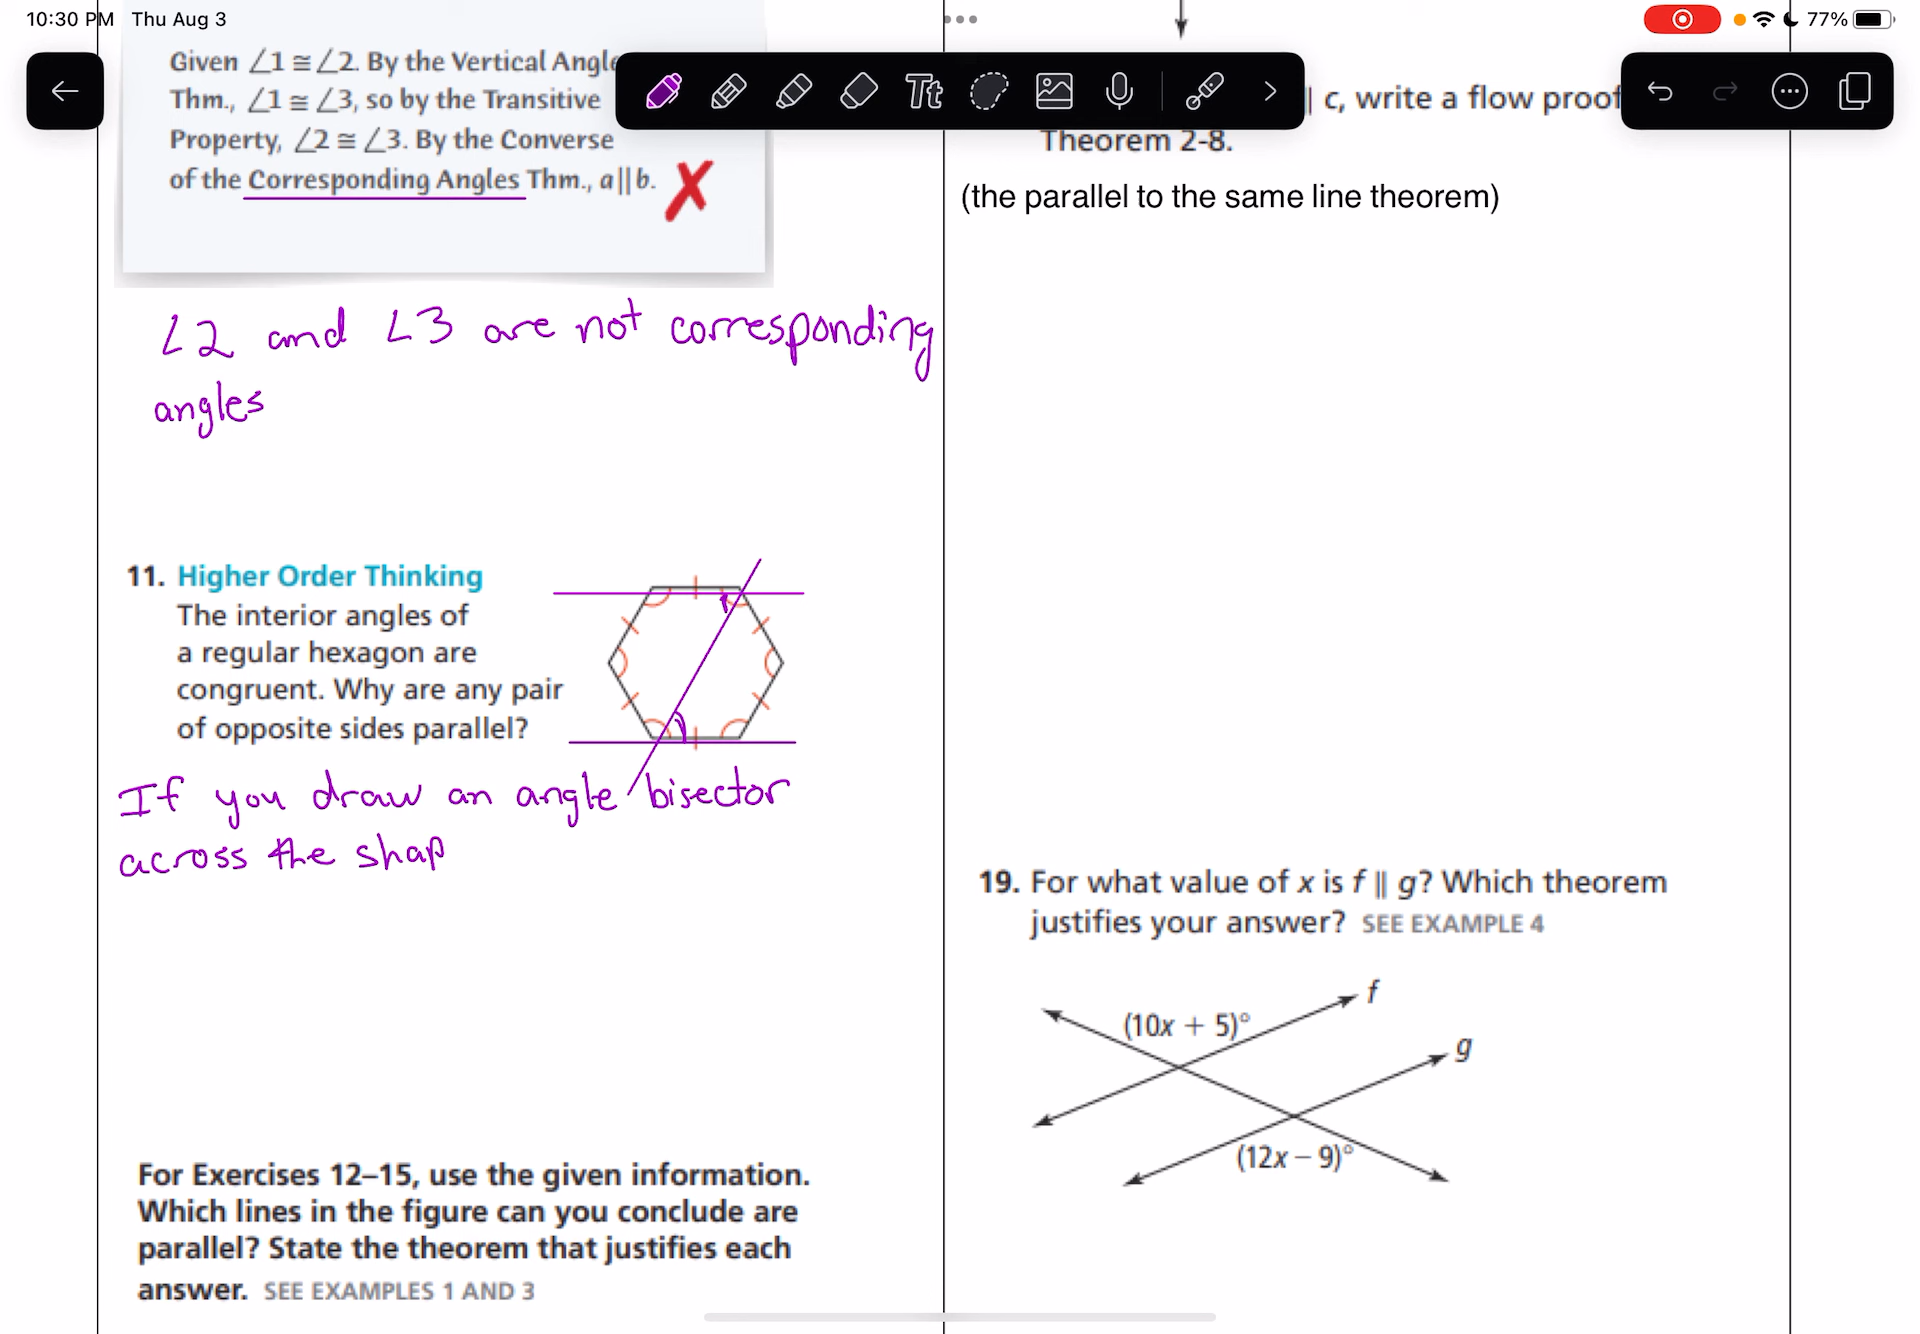 10:30 PM Thu Aug 3
77%
Given ∠1 ≅ ∠2. By the Vertical Angle
Thm., ∠1 ≅ ∠3, so by the Transitive
Property, ∠2 ≅ ∠3. By the Converse
of the Corresponding Angles Thm., a || b.
∠2 and ∠3 are not corresponding
angles
11. Higher Order Thinking
The interior angles of
a regular hexagon are
congruent. Why are any pair
of opposite sides parallel?
If you draw an angle bisector
across the shap
For Exercises 12–15, use the given information.
Which lines in the figure can you conclude are
parallel? State the theorem that justifies each
answer. SEE EXAMPLES 1 AND 3
Tt
|| c, write a flow proof
Theorem 2-8.
(the parallel to the same line theorem)
19. For what value of x is f || g? Which theorem
justifies your answer? SEE EXAMPLE 4
f
(10x + 5)°
g
(12x – 9)°